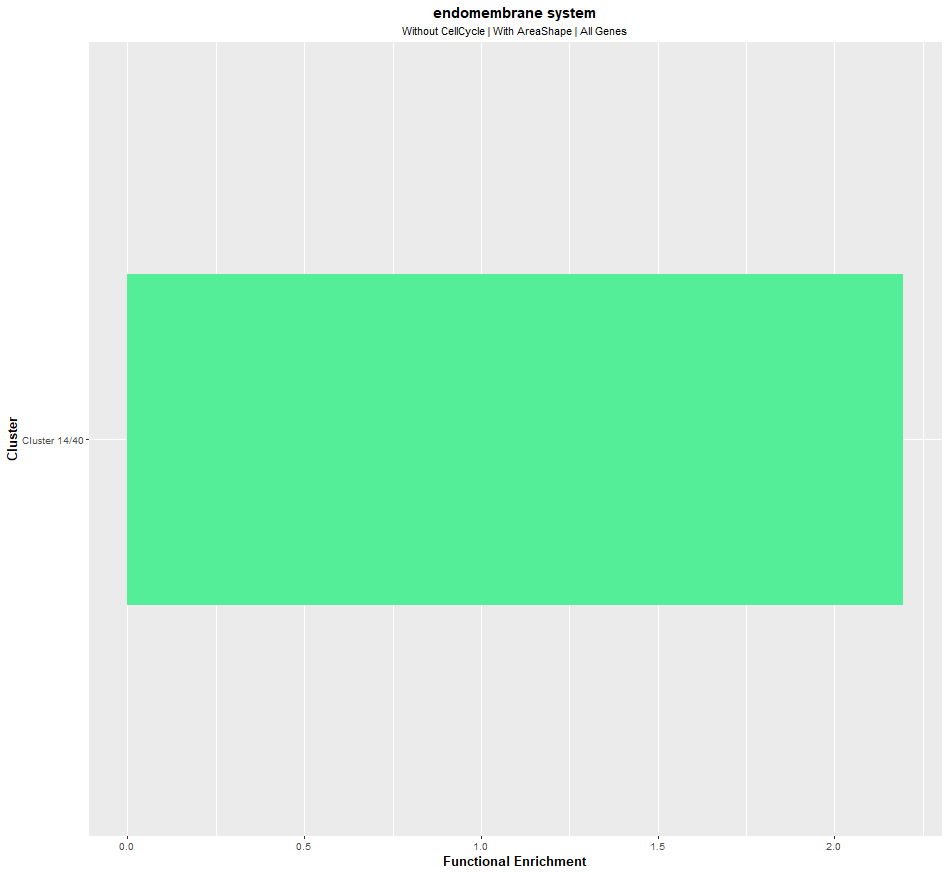 endomembrane system
Without CellCycle | With AreaShape | All Genes
Cluster
Cluster 14/40
0.0 0.5 1.0 1.5 2.0
Functional Enrichment